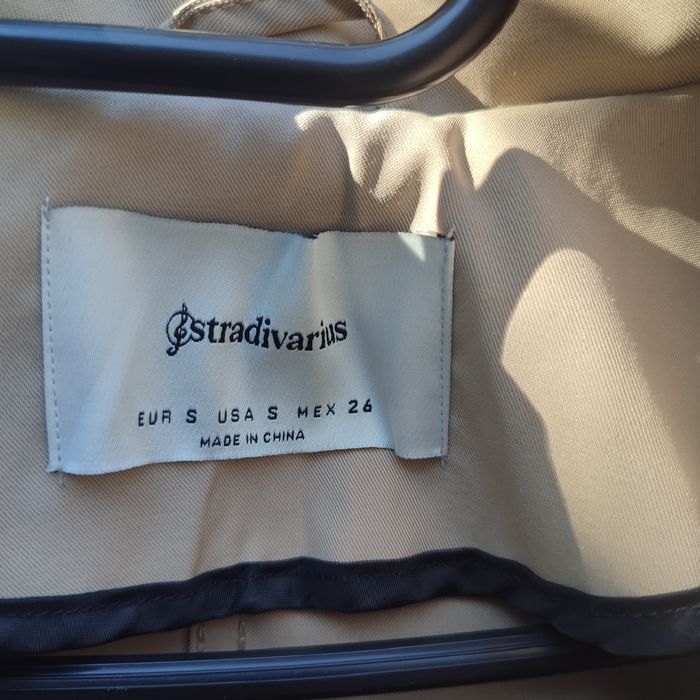 stradivarius
EUR S USA S MEX 26
MADE IN CHINA